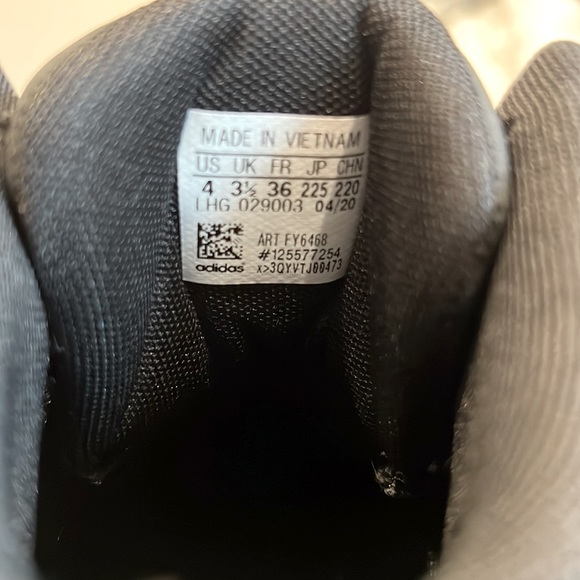 MADE IN VIETNAM
US UK FR JP CHN
4 3½ 36 225 220
LHG 029003 04/20
ART FY6468
#125577254
adidas x>3QYVTJ00473